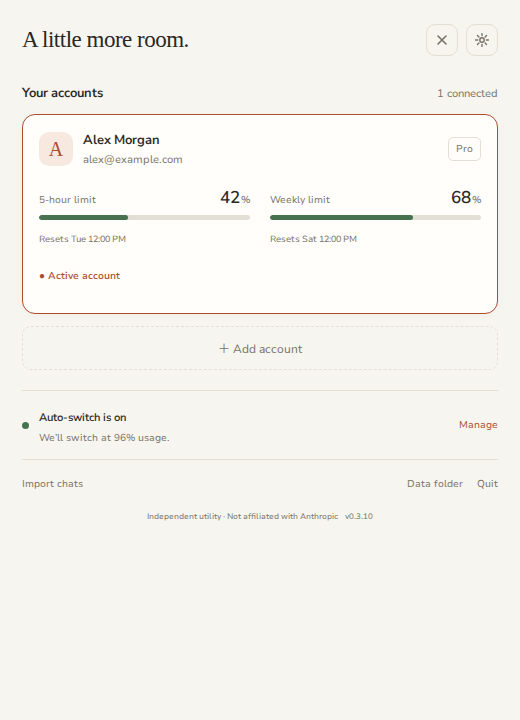 A little more room.
Your accounts
1 connected
A
Alex Morgan
alex@example.com
Pro
5-hour limit
42%
Weekly limit
68%
Resets Tue 12:00 PM
Resets Sat 12:00 PM
● Active account
+ Add account
Auto-switch is on
We'll switch at 96% usage.
Manage
Import chats
Data folder
Quit
Independent utility · Not affiliated with Anthropic v0.3.10